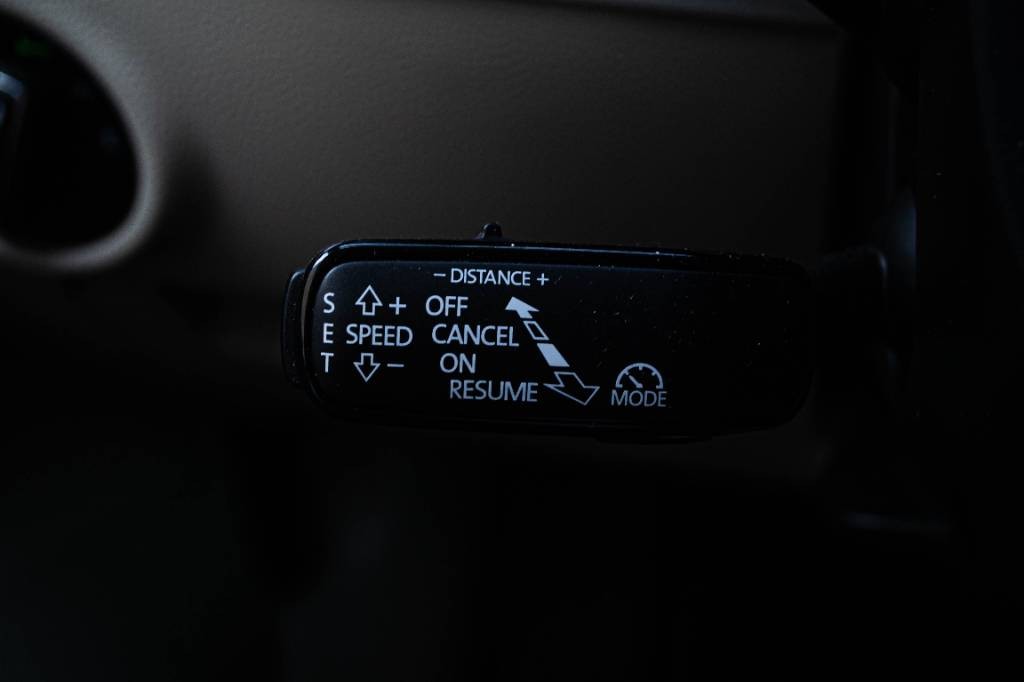 − DISTANCE +
S + OFF
E SPEED CANCEL
T − ON
RESUME
MODE